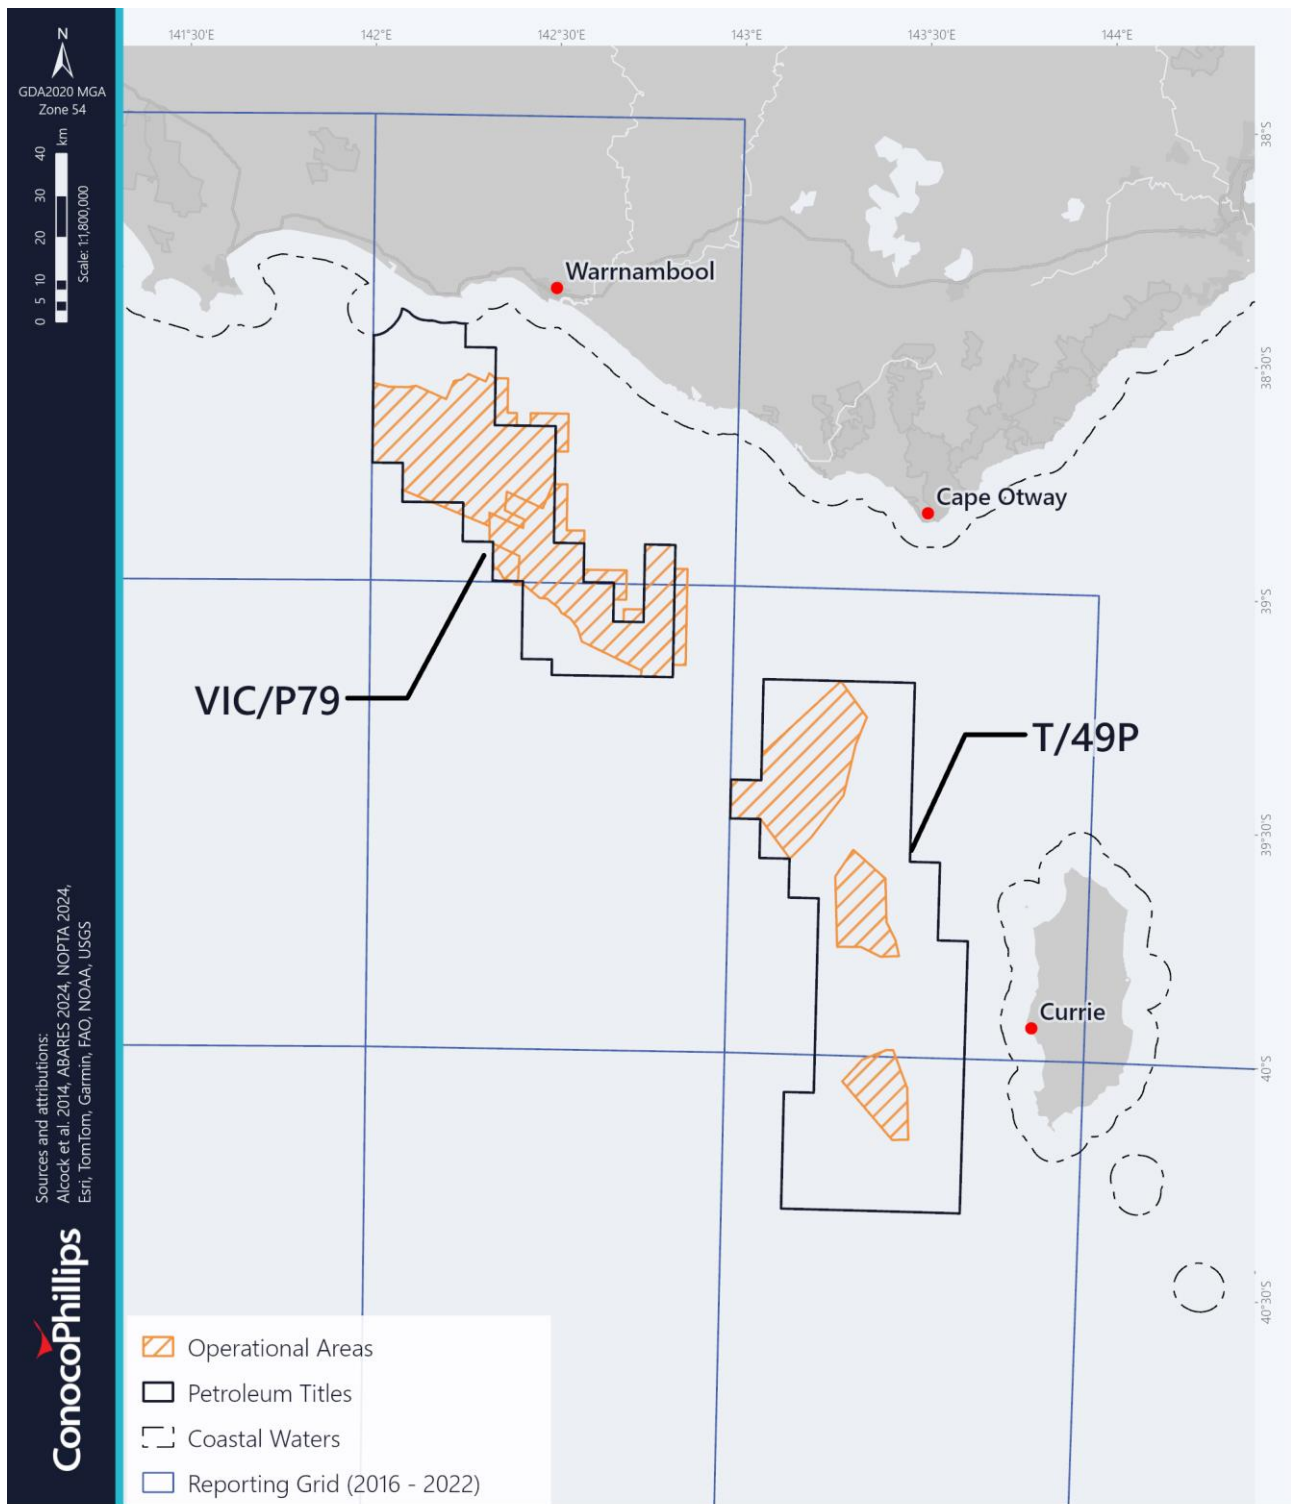 141°30'E
142°E
142°30'E
143°E
143°30'E
144°E
N
GDA2020 MGA
Zone 54
0 5 10 20 30 40 km
Scale: 1:1,800,000
38°S
38°30'S
39°S
39°30'S
40°S
40°30'S
Warrnambool
Cape Otway
VIC/P79
T/49P
Currie
Sources and attributions:
Alcock et al. 2014, ABARES 2024, NOPTA 2024,
Esri, TomTom, Garmin, FAO, NOAA, USGS
ConocoPhillips
Operational Areas
Petroleum Titles
Coastal Waters
Reporting Grid (2016 - 2022)